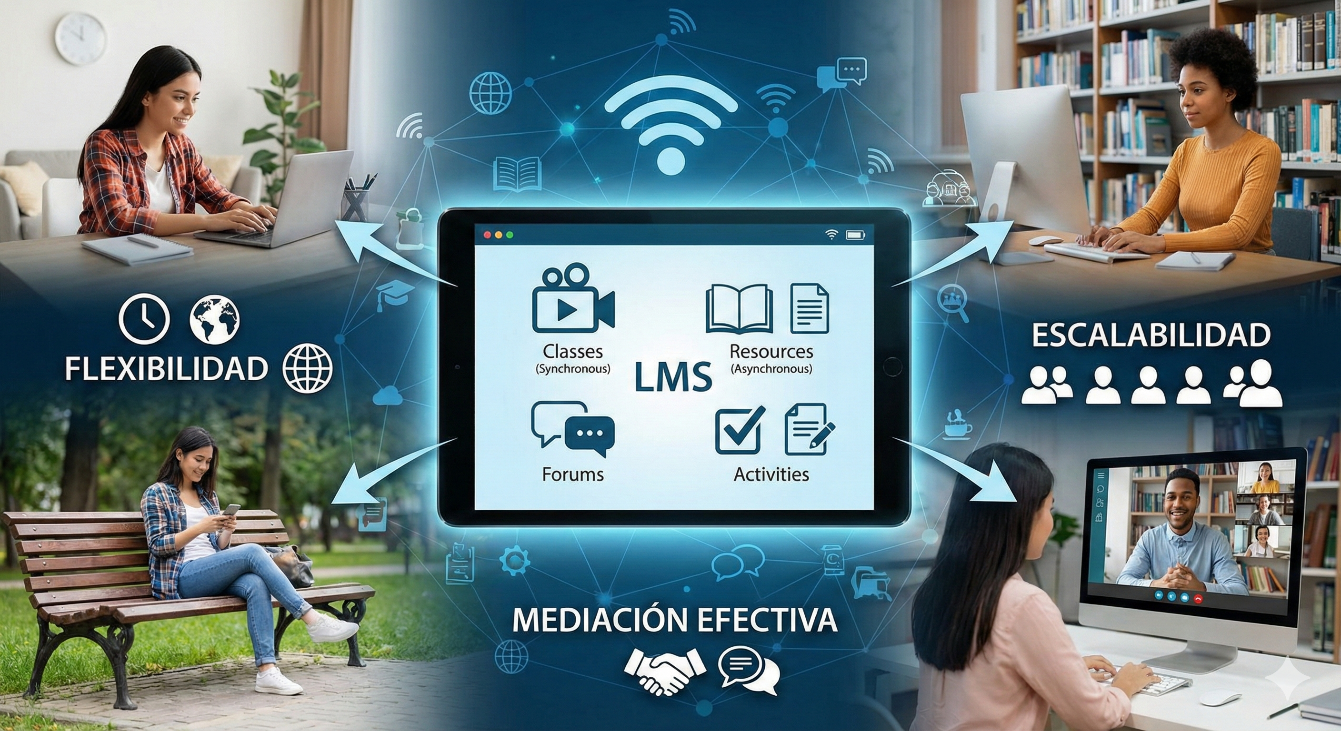 FLEXIBILIDAD
Classes
(Synchronous)
Resources
(Asynchronous)
LMS
Forums
Activities
ESCALABILIDAD
MEDIACIÓN EFECTIVA